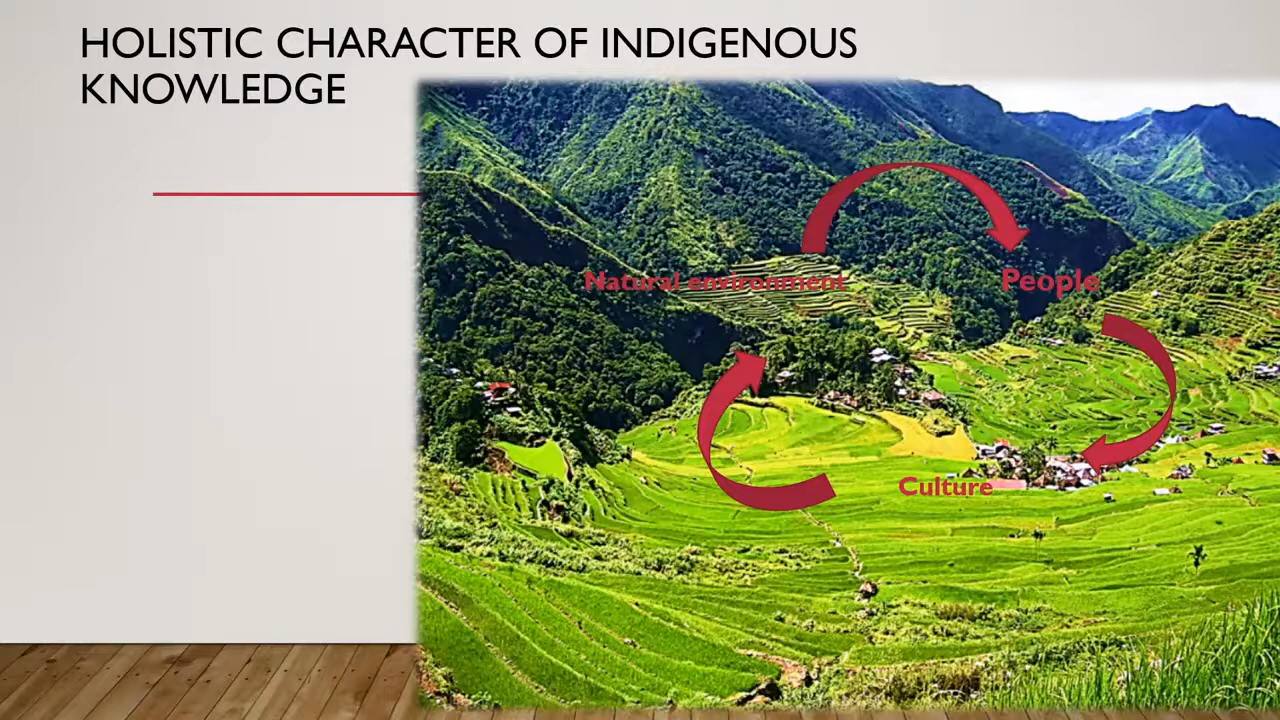 HOLISTIC CHARACTER OF INDIGENOUS
KNOWLEDGE
Natural environment
People
Culture